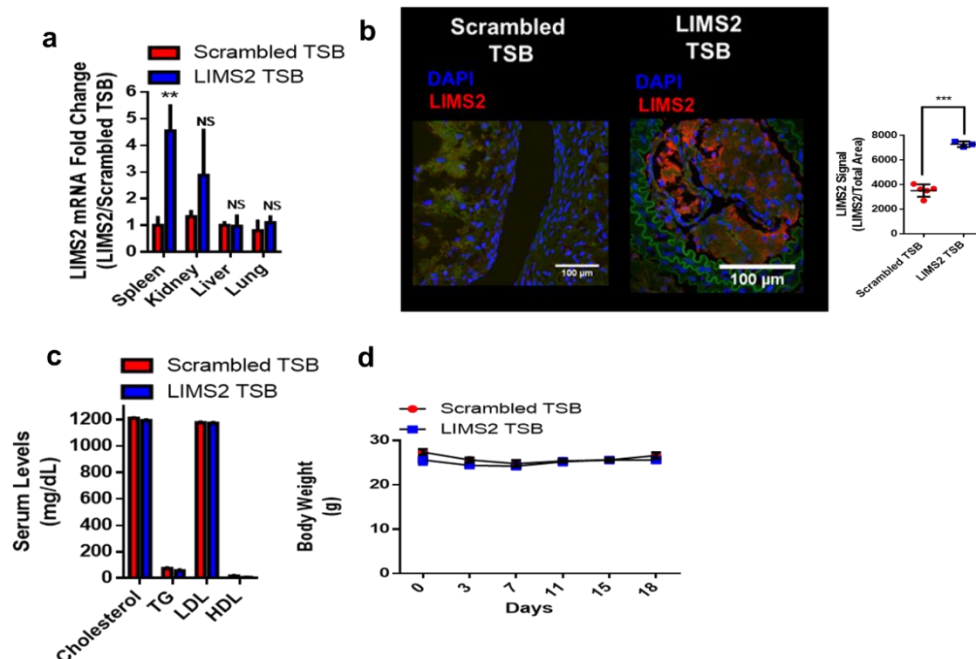 a
Scrambled TSB
LIMS2 TSB
LIMS2 mRNA Fold Change
(LIMS2/Scrambled TSB)
6
5
4
3
2
1
0
**
NS
NS
NS
Spleen
Kidney
Liver
Lung
b
Scrambled
TSB
LIMS2
TSB
DAPI
LIMS2
DAPI
LIMS2
100 µm
100 µm
***
LIMS2 Signal
(LIMS2/Total Area)
8000
6000
4000
2000
0
Scrambled TSB
LIMS2 TSB
c
Scrambled TSB
LIMS2 TSB
Serum Levels
(mg/dL)
1200
1000
800
600
400
200
0
Cholesterol
TG
LDL
HDL
d
Scrambled TSB
LIMS2 TSB
Body Weight
(g)
30
20
10
0
0
3
7
11
15
18
Days